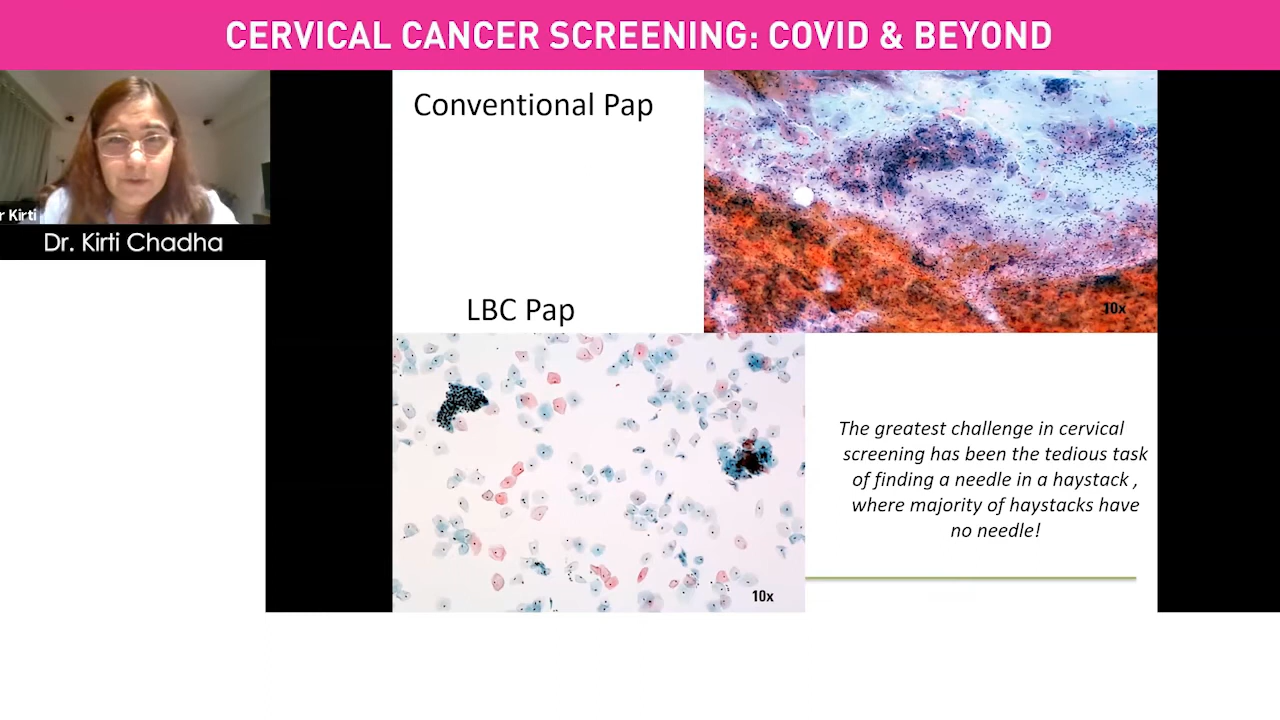 CERVICAL CANCER SCREENING: COVID & BEYOND
r Kirti
Dr. Kirti Chadha
Conventional Pap
10x
LBC Pap
10x
The greatest challenge in cervical
screening has been the tedious task
of finding a needle in a haystack ,
where majority of haystacks have
no needle!